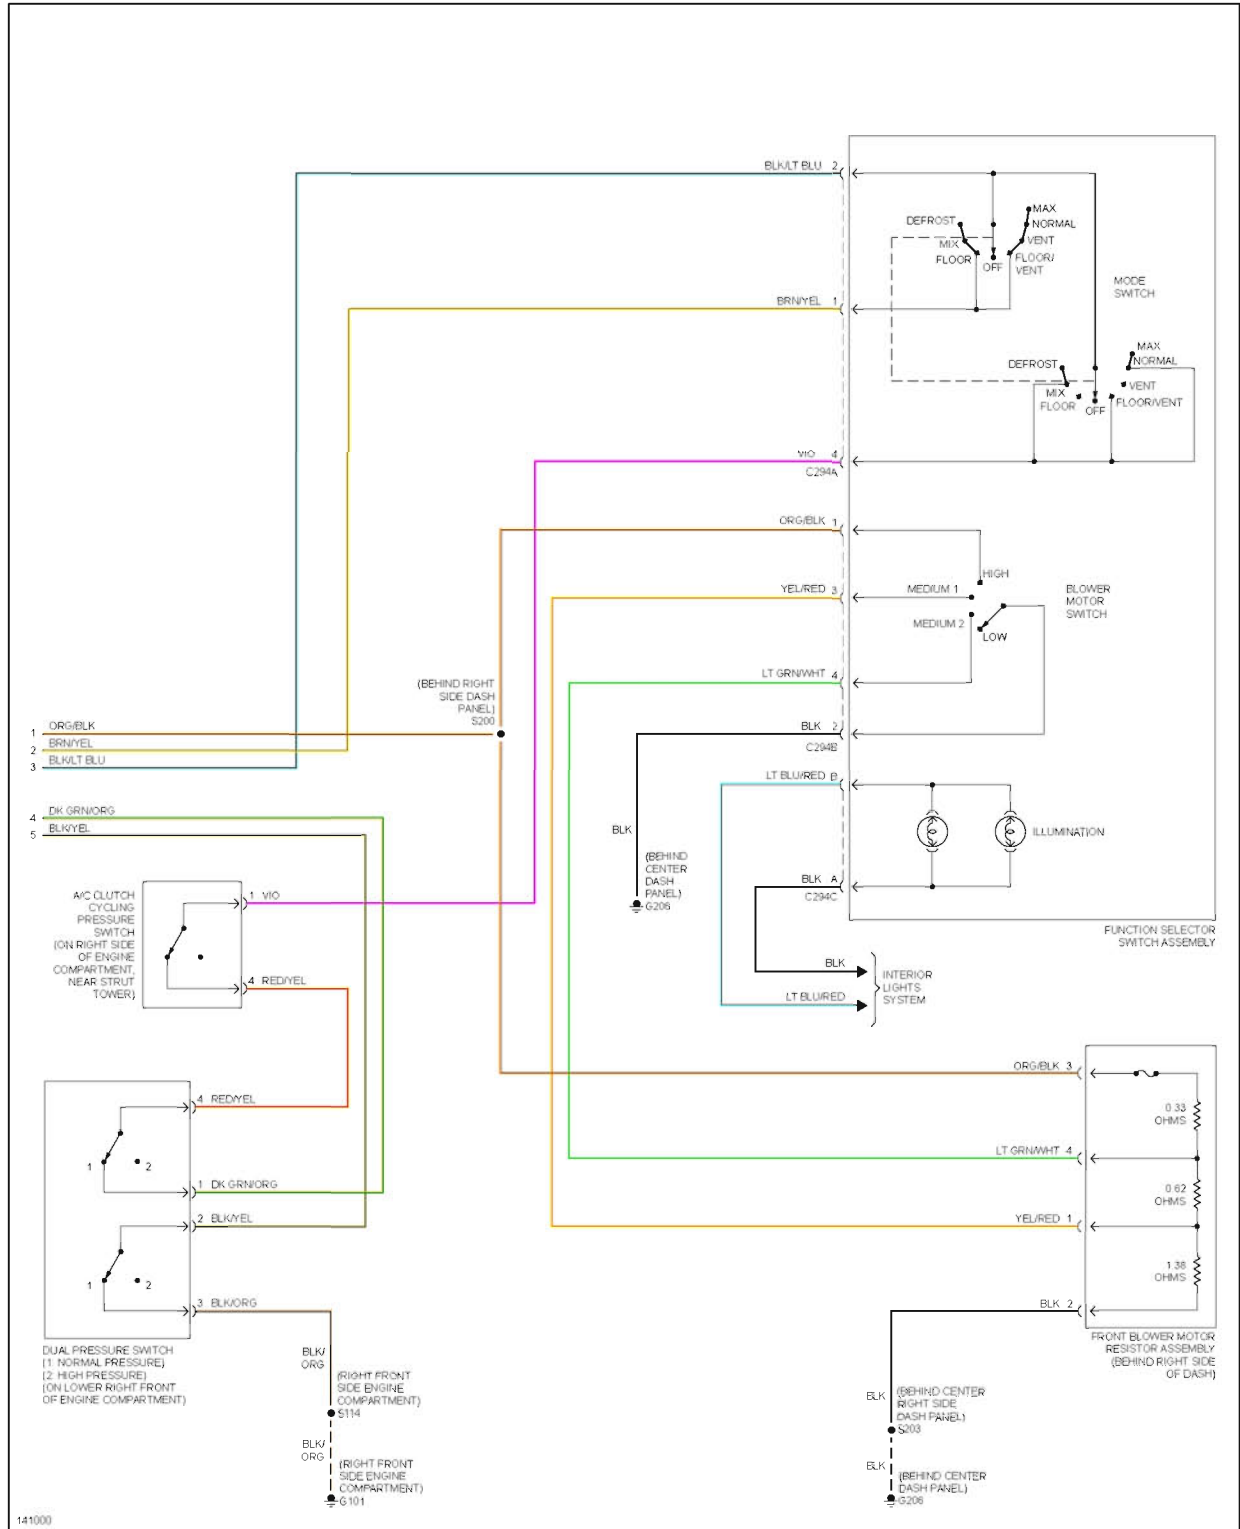 BLK/LT BLU 2
DEFROST
MAX
NORMAL
MIX
VENT
FLOOR
OFF
FLOOR/
VENT
MODE
SWITCH
BRN/YEL 1
MAX
NORMAL
DEFROST
VENT
MIX
FLOOR
OFF
FLOOR/VENT
VIO 4
C294A
ORG/BLK 1
HIGH
YEL/RED 3
MEDIUM 1
BLOWER
MOTOR
SWITCH
MEDIUM 2
LOW
LT GRN/WHT 4
(BEHIND RIGHT
SIDE DASH
PANEL)
S200
BLK 2
C294B
1 ORG/BLK
2 BRN/YEL
3 BLK/LT BLU
LT BLU/RED B
4 DK GRN/ORG
5 BLK/YEL
BLK
ILLUMINATION
(BEHIND
CENTER
DASH
PANEL)
G206
BLK A
C294C
FUNCTION SELECTOR
SWITCH ASSEMBLY
A/C CLUTCH
CYCLING
PRESSURE
SWITCH
(ON RIGHT SIDE
OF ENGINE
COMPARTMENT,
NEAR STRUT
TOWER)
1 VIO
4 RED/YEL
BLK
LT BLU/RED
INTERIOR
LIGHTS
SYSTEM
ORG/BLK 3
0.33
OHMS
4 RED/YEL
1 2
LT GRN/WHT 4
1 DK GRN/ORG
0.62
OHMS
2 BLK/YEL
YEL/RED 1
1 2
1.38
OHMS
3 BLK/ORG
BLK 2
DUAL PRESSURE SWITCH
(1: NORMAL PRESSURE)
(2: HIGH PRESSURE)
(ON LOWER RIGHT FRONT
OF ENGINE COMPARTMENT)
FRONT BLOWER MOTOR
RESISTOR ASSEMBLY
(BEHIND RIGHT SIDE
OF DASH)
BLK/
ORG
(RIGHT FRONT
SIDE ENGINE
COMPARTMENT)
S114
BLK
(BEHIND CENTER
RIGHT SIDE
DASH PANEL)
S203
BLK/
ORG
(RIGHT FRONT
SIDE ENGINE
COMPARTMENT)
G101
BLK
(BEHIND CENTER
DASH PANEL)
G206
141000